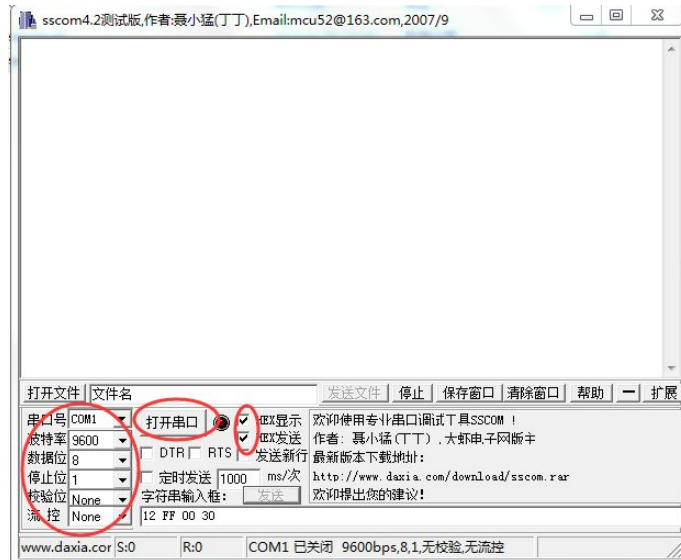 sscom4.2测试版,作者:聂小猛(丁丁),Email:mcu52@163.com,2007/9
打开文件 文件名 发送文件 停止 保存窗口 清除窗口 帮助 一 扩展
串口号 COM1 打开串口 HEX显示 欢迎使用专业串口调试工具SSCOM !
波特率 9600 HEX发送 作者: 聂小猛(丁丁) ,大虾电子网版主
数据位 8 DTR RTS 发送新行 最新版本下载地址:
停止位 1 定时发送 1000 ms/次 http://www.daxia.com/download/sscom.rar
校验位 None 字符串输入框: 发送 欢迎提出您的建议!
流 控 None 12 FF 00 30
www.daxia.cor S:0 R:0 COM1 已关闭 9600bps,8,1,无校验,无流控